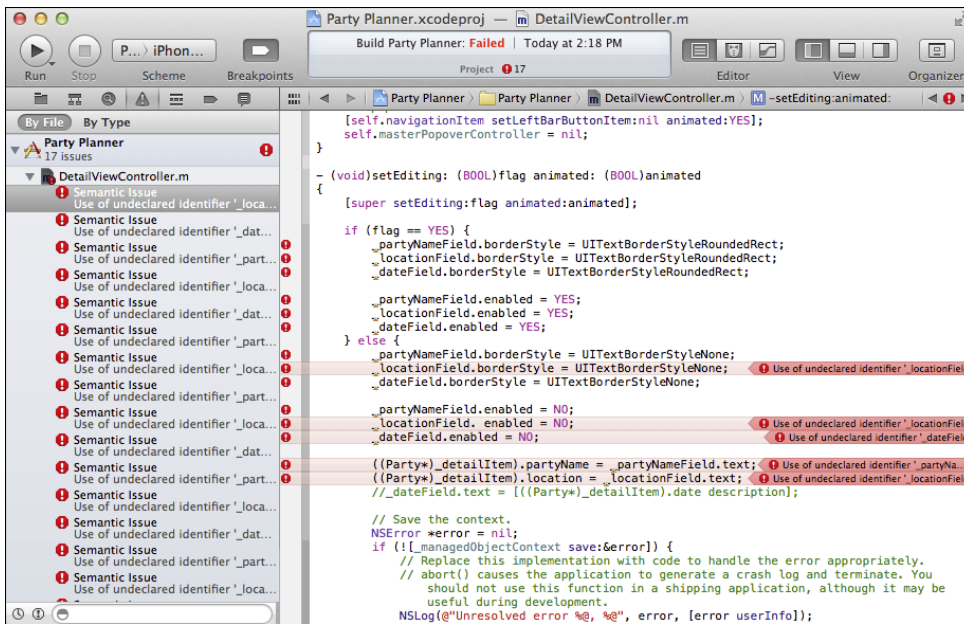 Party Planner.xcodeproj — DetailViewController.m
Run Stop P... iPhon... Scheme Breakpoints
Build Party Planner: Failed | Today at 2:18 PM
Project 17
Editor View Organizer
By File By Type
Party Planner
17 issues
DetailViewController.m
Semantic Issue
Use of undeclared identifier '_loca...
Semantic Issue
Use of undeclared identifier '_dat...
Semantic Issue
Use of undeclared identifier '_part...
Semantic Issue
Use of undeclared identifier '_loca...
Semantic Issue
Use of undeclared identifier '_dat...
Semantic Issue
Use of undeclared identifier '_part...
Semantic Issue
Use of undeclared identifier '_loca...
Semantic Issue
Use of undeclared identifier '_part...
Semantic Issue
Use of undeclared identifier '_loca...
Semantic Issue
Use of undeclared identifier '_dat...
Semantic Issue
Use of undeclared identifier '_part...
Semantic Issue
Use of undeclared identifier '_loca...
Semantic Issue
Use of undeclared identifier '_dat...
Semantic Issue
Use of undeclared identifier '_part...
Semantic Issue
Use of undeclared identifier '_loca...
Party Planner Party Planner DetailViewController.m M -setEditing:animated:
[self.navigationItem setLeftBarButtonItem:nil animated:YES];
self.masterPopoverController = nil;
}
- (void)setEditing: (BOOL)flag animated: (BOOL)animated
{
[super setEditing:flag animated:animated];
if (flag == YES) {
_partyNameField.borderStyle = UITextBorderStyleRoundedRect;
_locationField.borderStyle = UITextBorderStyleRoundedRect;
_dateField.borderStyle = UITextBorderStyleRoundedRect;
_partyNameField.enabled = YES;
_locationField.enabled = YES;
_dateField.enabled = YES;
} else {
_partyNameField.borderStyle = UITextBorderStyleNone;
_locationField.borderStyle = UITextBorderStyleNone; Use of undeclared identifier '_locationFiel
_dateField.borderStyle = UITextBorderStyleNone;
_partyNameField.enabled = NO;
_locationField. enabled = NO; Use of undeclared identifier '_locationFiel
_dateField.enabled = NO; Use of undeclared identifier '_dateFiel
((Party*)_detailItem).partyName = _partyNameField.text; Use of undeclared identifier '_partyNa...
((Party*)_detailItem).location = _locationField.text; Use of undeclared identifier '_locationFiel
//_dateField.text = [((Party*)_detailItem).date description];
// Save the context.
NSError *error = nil;
if (![_managedObjectContext save:&error]) {
// Replace this implementation with code to handle the error appropriately.
// abort() causes the application to generate a crash log and terminate. You
should not use this function in a shipping application, although it may be
useful during development.
NSLog(@"Unresolved error %@, %@", error, [error userInfo]);